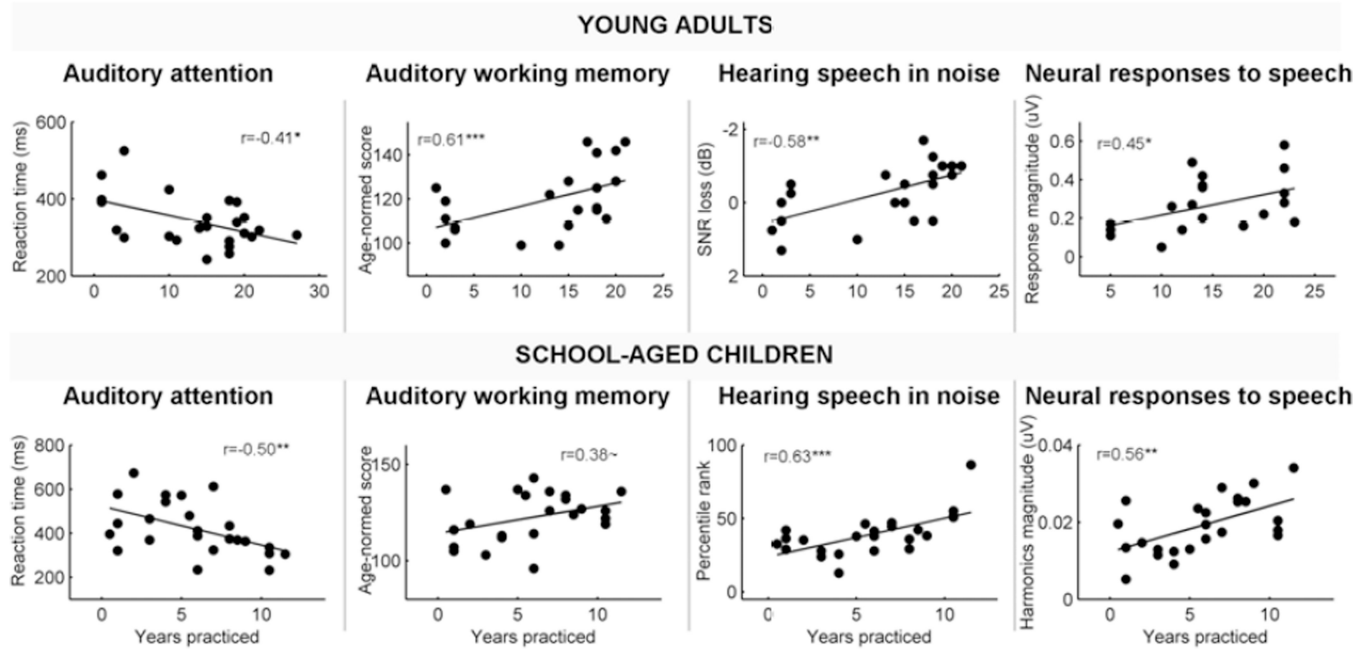 YOUNG ADULTS
Auditory attention
Auditory working memory
Hearing speech in noise
Neural responses to speech
Reaction time (ms)
600
400
200
r=-0.41*
0 10 20 30
Age-normed score
140
120
100
r=0.61***
0 5 10 15 20 25
SNR loss (dB)
-2
0
2
r=-0.58**
0 5 10 15 20 25
Response magnitude (uV)
0.6
0.4
0.2
0
r=0.45*
5 10 15 20 25
SCHOOL-AGED CHILDREN
Auditory attention
Auditory working memory
Hearing speech in noise
Neural responses to speech
Reaction time (ms)
800
600
400
200
r=-0.50**
0 5 10
Years practiced
Age-normed score
150
100
r=0.38~
0 5 10
Years practiced
Percentile rank
100
50
0
r=0.63***
0 5 10
Years practiced
Harmonics magnitude (uV)
0.04
0.02
0
r=0.56**
0 5 10
Years practiced